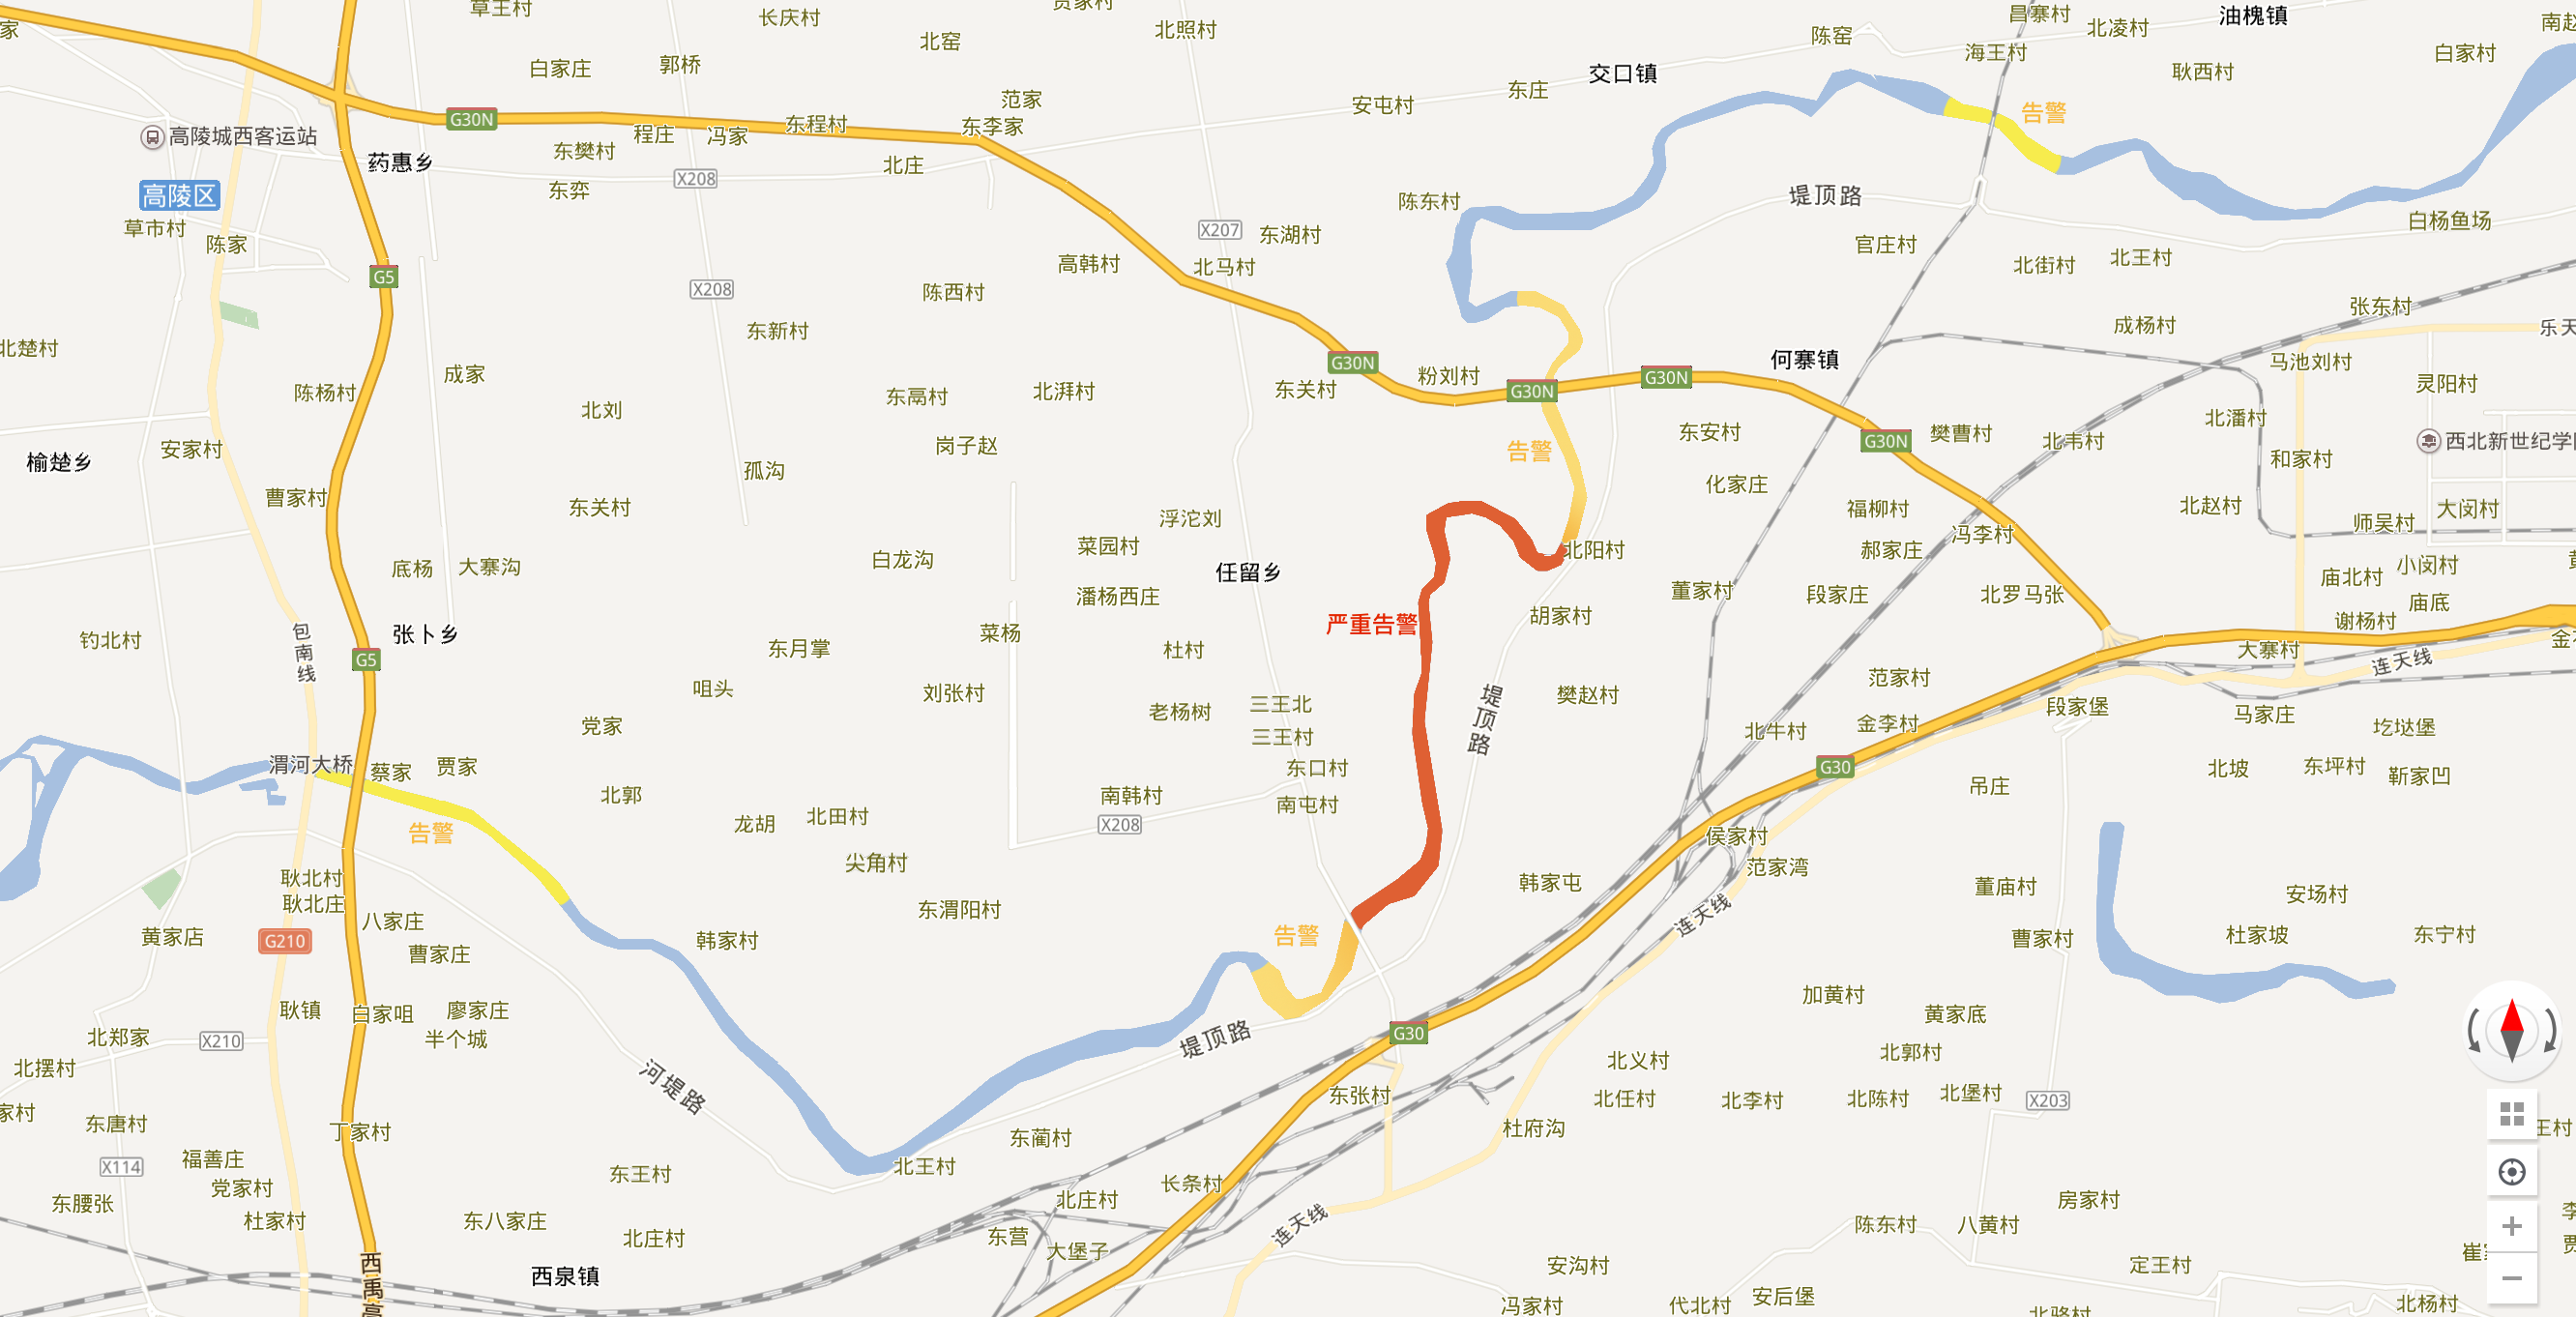 草王村
长庆村
北照村
昌寨村
油槐镇
北凌村
陈窑
海王村
白家村
北窑
白家庄
郭桥
交口镇
耿西村
东庄
范家
安屯村
告警
G30N
东程村
东李家
程庄
冯家
高陵城西客运站
药惠乡
东樊村
北庄
X208
高陵区
东弈
堤顶路
陈东村
草市村
陈家
X207
东湖村
白杨鱼场
官庄村
高韩村
北马村
北街村
北王村
G5
X208
陈西村
张东村
东新村
成杨村
北楚村
G30N
何寨镇
马池刘村
成家
粉刘村
G30N
灵阳村
陈杨村
东鬲村
北湃村
东关村
G30N
北刘
北潘村
东安村
樊曹村
G30N
北韦村
西北新世纪学
安家村
岗子赵
告警
榆楚乡
和家村
孤沟
化家庄
曹家村
东关村
福柳村
北赵村
大闵村
浮沱刘
师吴村
冯李村
菜园村
北阳村
郝家庄
底杨
大寨沟
白龙沟
任留乡
小闵村
庙北村
潘杨西庄
董家村
段家庄
北罗马张
庙底
胡家村
严重告警
谢杨村
钓北村
包南线
张卜乡
菜杨
东月掌
杜村
大寨村
连天线
G5
咀头
刘张村
樊赵村
范家村
堤顶路
三王北
老杨树
段家堡
马家庄
党家
三王村
北牛村
金李村
圪垯堡
渭河大桥
蔡家
贾家
东口村
G30
北坡
东坪村
靳家凹
北郭
南韩村
南屯村
吊庄
龙胡
北田村
X208
告警
侯家村
尖角村
范家湾
耿北村
韩家屯
董庙村
安场村
耿北庄
八家庄
东渭阳村
连天线
黄家店
G210
韩家村
告警
曹家村
杜家坡
东宁村
曹家庄
加黄村
耿镇
白家咀
廖家庄
黄家底
北郑家
X210
半个城
堤顶路
G30
北郭村
北摆村
河堤路
北义村
东张村
北任村
北李村
北陈村
北堡村
X203
家村
东唐村
丁家村
东蔺村
杜府沟
王村
福善庄
X114
东王村
北王村
党家村
长条村
东腰张
北庄村
房家村
杜家村
东八家庄
连天线
陈东村
八黄村
北庄村
东营
大堡子
西禹高
西泉镇
安沟村
定王村
冯家村
代北村
安后堡
北杨村